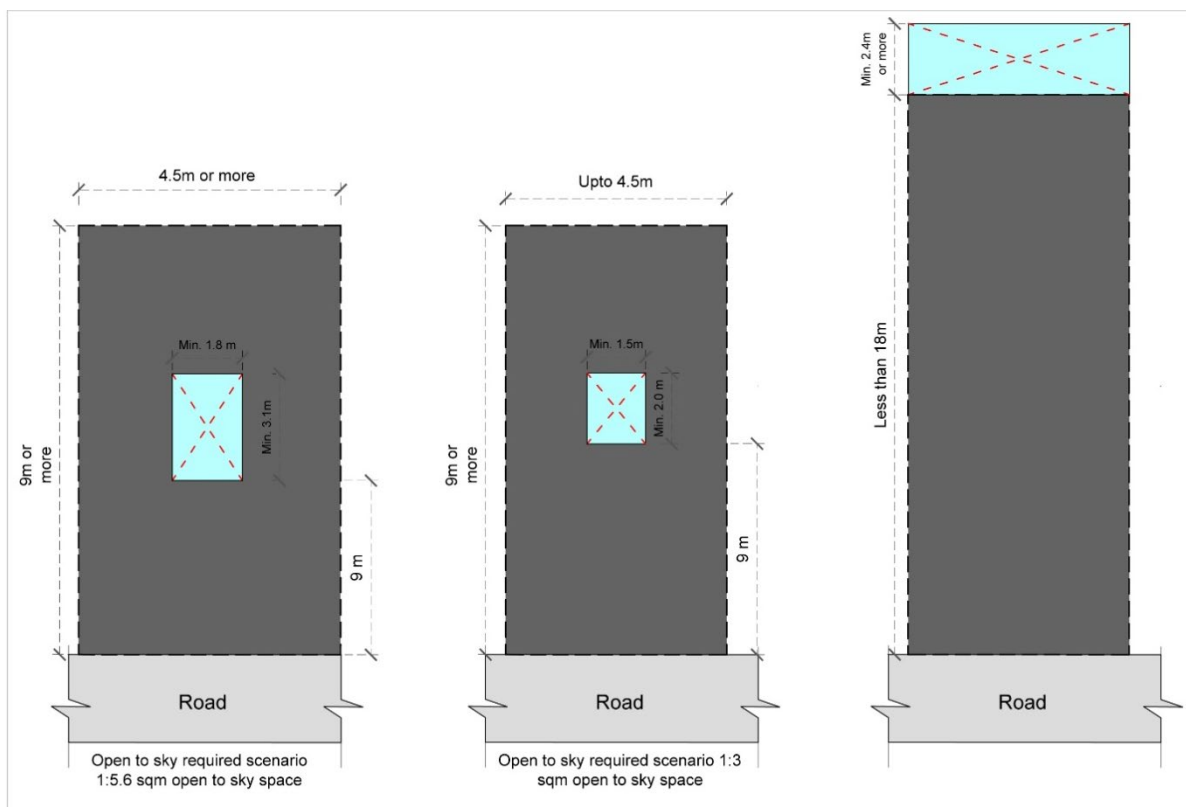 4.5m or more
Min. 1.8 m
Min. 3.1m
9m or
more
9 m
Road
Open to sky required scenario
1:5.6 sqm open to sky space
Upto 4.5m
Min. 1.5m
Min. 2.0 m
9m or
more
9 m
Road
Open to sky required scenario 1:3
sqm open to sky space
Min. 2.4m
or more
Less than 18m
Road